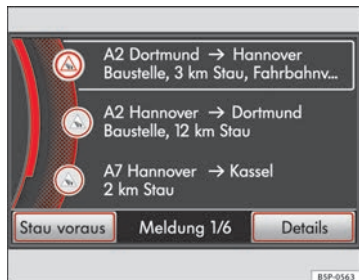 A2 Dortmund → Hannover
Baustelle, 3 km Stau, Fahrbahnv...
A2 Hannover → Dortmund
Baustelle, 12 km Stau
A7 Hannover → Kassel
2 km Stau
Stau voraus
Meldung 1/6
Details
BSP-0563